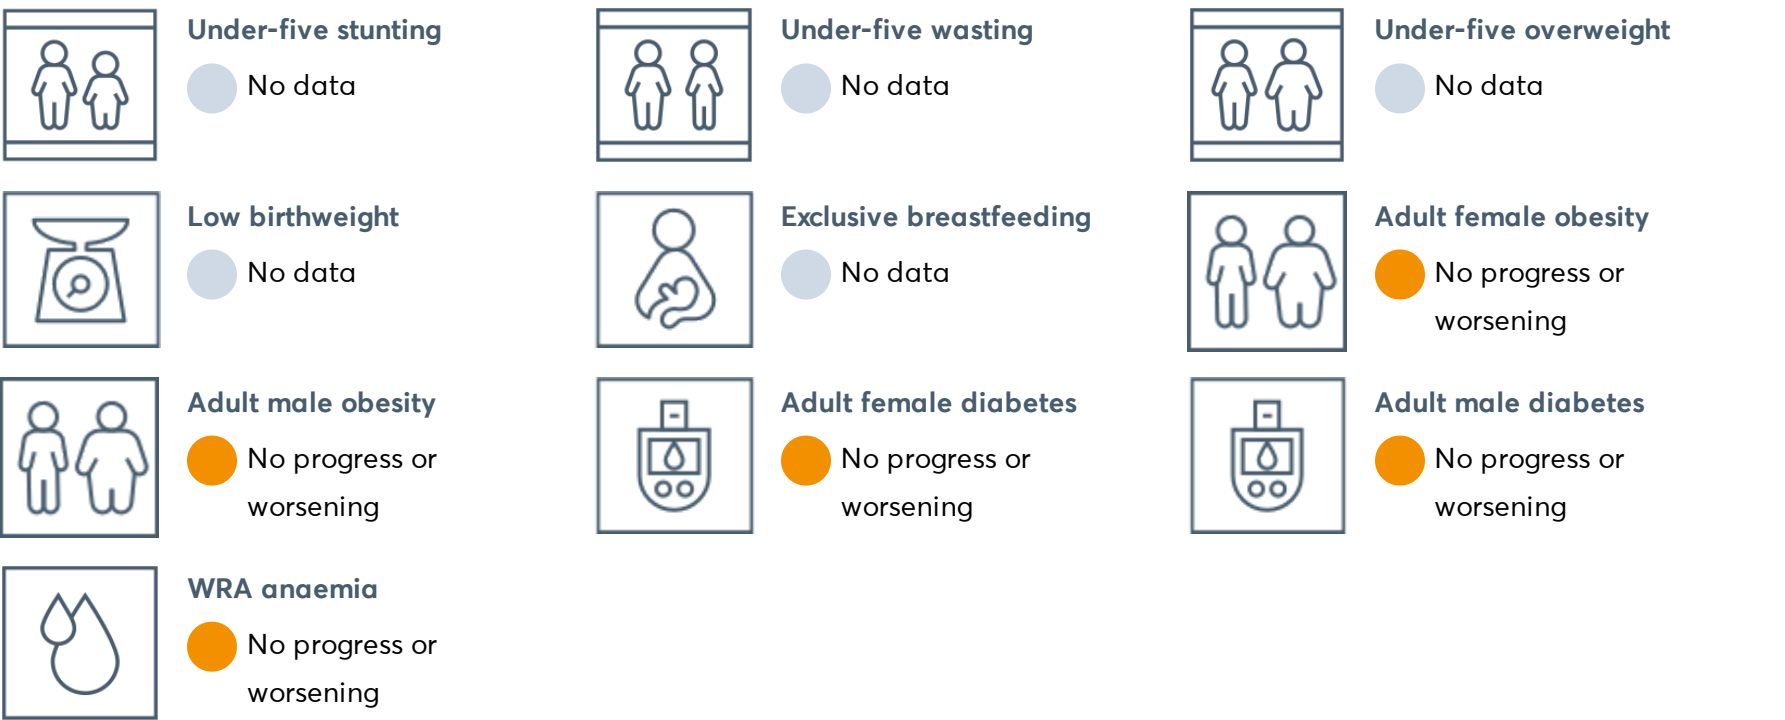 Under-five stunting
No data
Under-five wasting
No data
Under-five overweight
No data
Low birthweight
No data
Exclusive breastfeeding
No data
Adult female obesity
No progress or
worsening
Adult male obesity
No progress or
worsening
Adult female diabetes
No progress or
worsening
Adult male diabetes
No progress or
worsening
WRA anaemia
No progress or
worsening